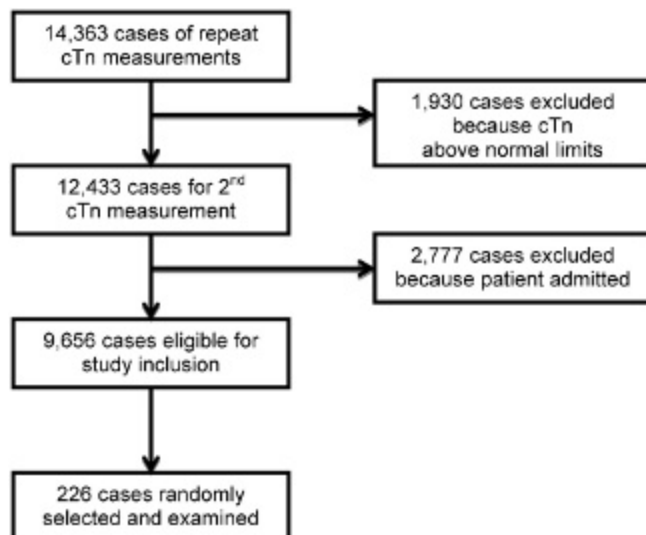 14,363 cases of repeat
cTn measurements
1,930 cases excluded
because cTn
above normal limits
12,433 cases for 2nd
cTn measurement
2,777 cases excluded
because patient admitted
9,656 cases eligible for
study inclusion
226 cases randomly
selected and examined